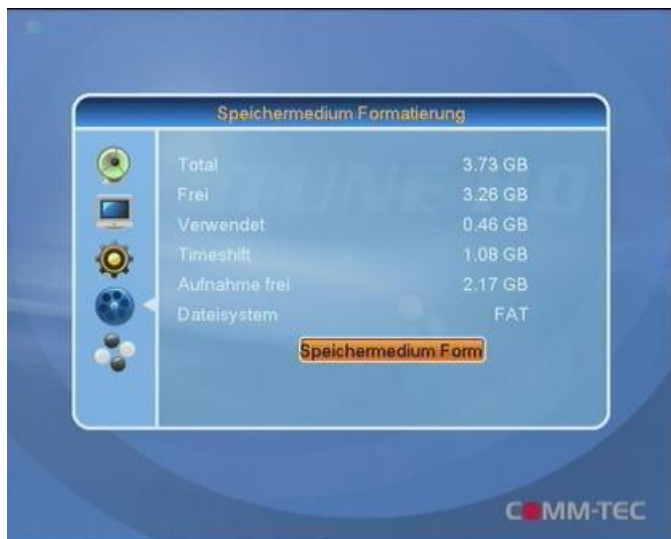 Speichermedium Formatierung
Total 3.73 GB
Frei 3.26 GB
Verwendet 0.46 GB
Timeshift 1.08 GB
Aufnahme frei 2.17 GB
Dateisystem FAT
Speichermedium Form
COMM-TEC